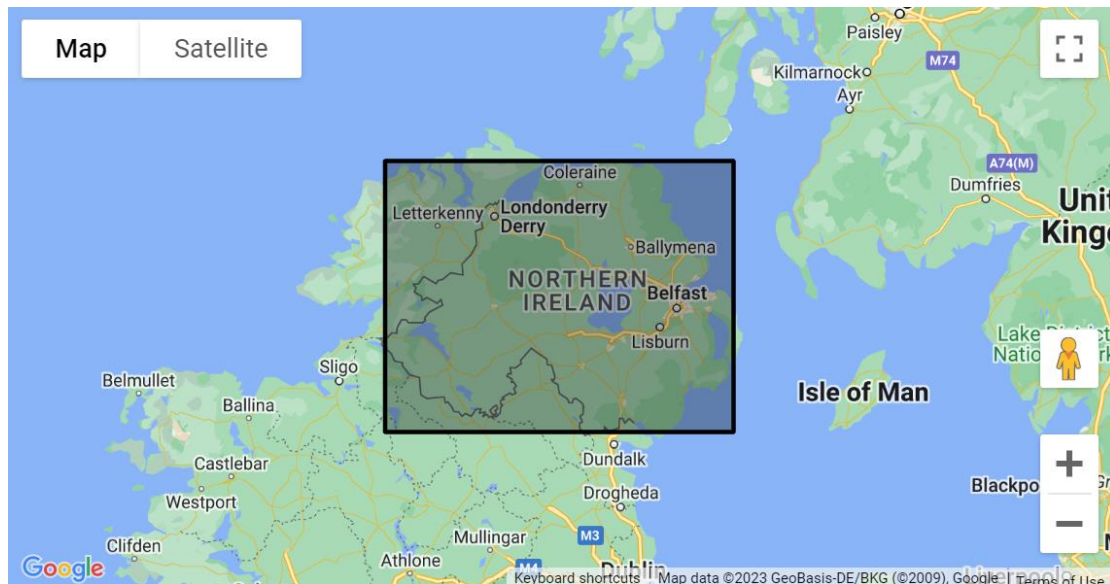 Map
Satellite
Paisley
M74
Kilmarnock
Ayr
A74(M)
Dumfries
Coleraine
Letterkenny
Londonderry
Derry
Ballymena
NORTHERN
IRELAND
Belfast
Lisburn
Sligo
Belmullet
Ballina
Isle of Man
Castlebar
Westport
Dundalk
Drogheda
Clifden
Mullingar
M3
Athlone
M4
Dublin
Google
Keyboard shortcuts
Map data ©2023 GeoBasis-DE/BKG (©2009), Google